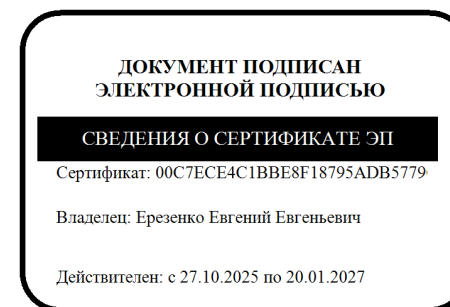 ДОКУМЕНТ ПОДПИСАН
ЭЛЕКТРОННОЙ ПОДПИСЬЮ
СВЕДЕНИЯ О СЕРТИФИКАТЕ ЭП
Сертификат: 00C7ECE4C1BBE8F18795ADB5779
Владелец: Ерезенко Евгений Евгеньевич
Действителен: с 27.10.2025 по 20.01.2027